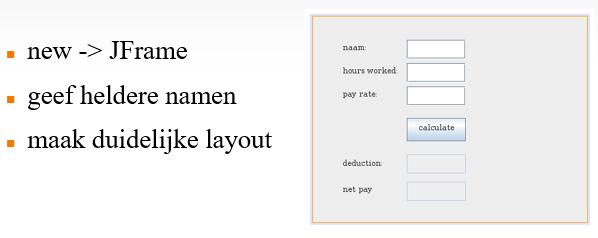 new -> JFrame
geef heldere namen
maak duidelijke layout
naam:
hours worked:
pay rate:
calculate
deduction:
net pay